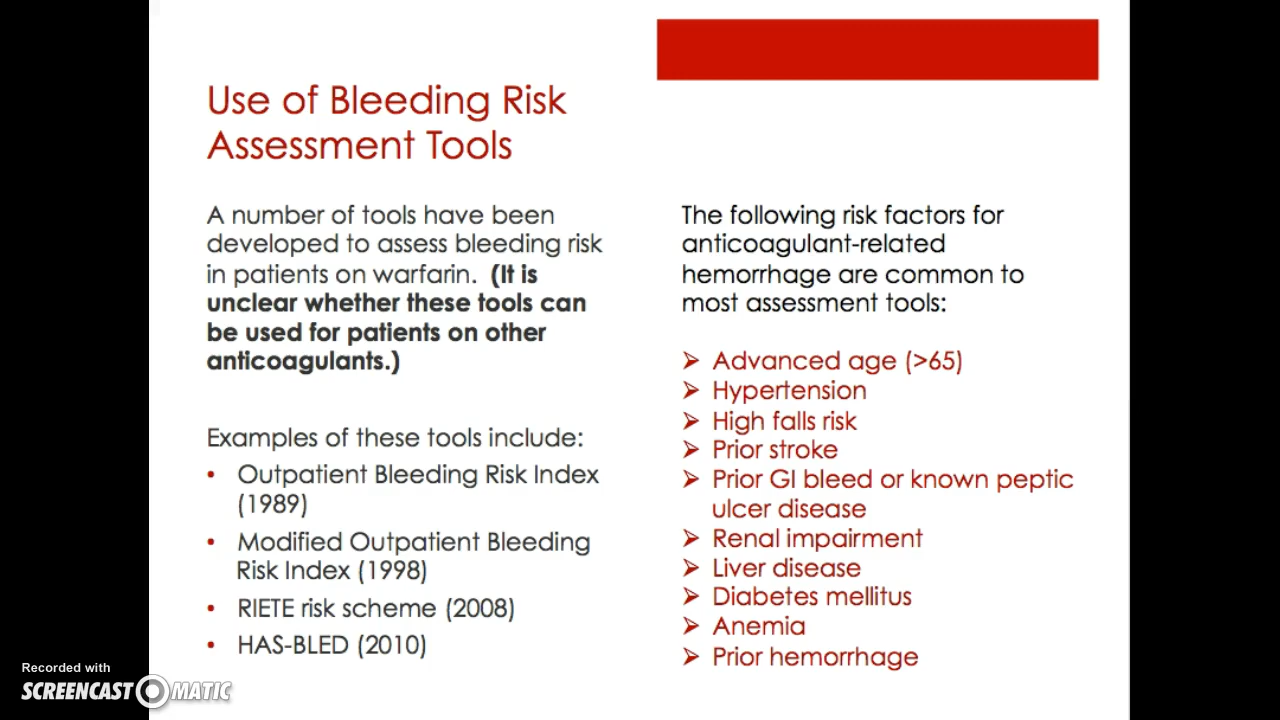 Use of Bleeding Risk
Assessment Tools
A number of tools have been
developed to assess bleeding risk
in patients on warfarin. (It is
unclear whether these tools can
be used for patients on other
anticoagulants.)
Examples of these tools include:
• Outpatient Bleeding Risk Index
(1989)
• Modified Outpatient Bleeding
Risk Index (1998)
• RIETE risk scheme (2008)
• HAS-BLED (2010)
The following risk factors for
anticoagulant-related
hemorrhage are common to
most assessment tools:
➢ Advanced age (>65)
➢ Hypertension
➢ High falls risk
➢ Prior stroke
➢ Prior GI bleed or known peptic
ulcer disease
➢ Renal impairment
➢ Liver disease
➢ Diabetes mellitus
➢ Anemia
➢ Prior hemorrhage
Recorded with
SCREENCAST O MATIC